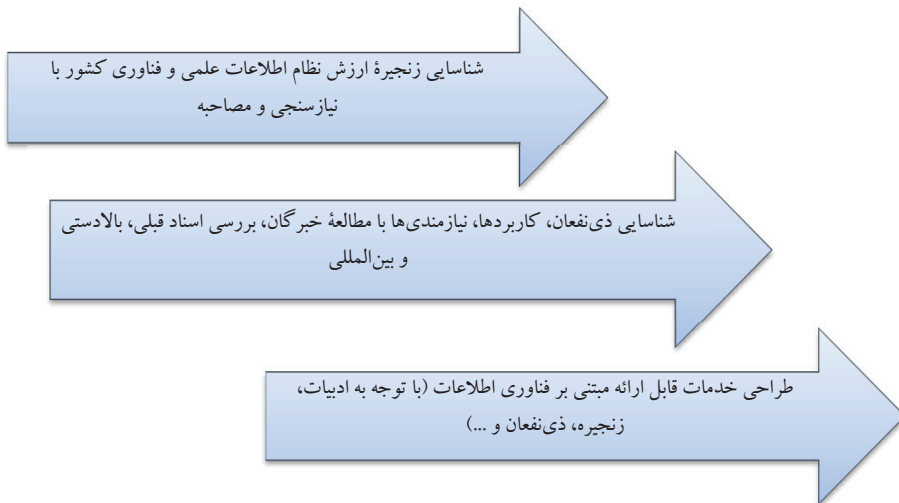 شناسایی زنجیرهٔ ارزش نظام اطلاعات علمی و فناوری کشور با
نیازسنجی و مصاحبه
شناسایی ذی‌نفعان، کاربردها، نیازمندی‌ها با مطالعهٔ خبرگان، بررسی اسناد قبلی، بالادستی
و بین‌المللی
طراحی خدمات قابل ارائه مبتنی بر فناوری اطلاعات (با توجه به ادبیات،
زنجیره، ذی‌نفعان و ...)